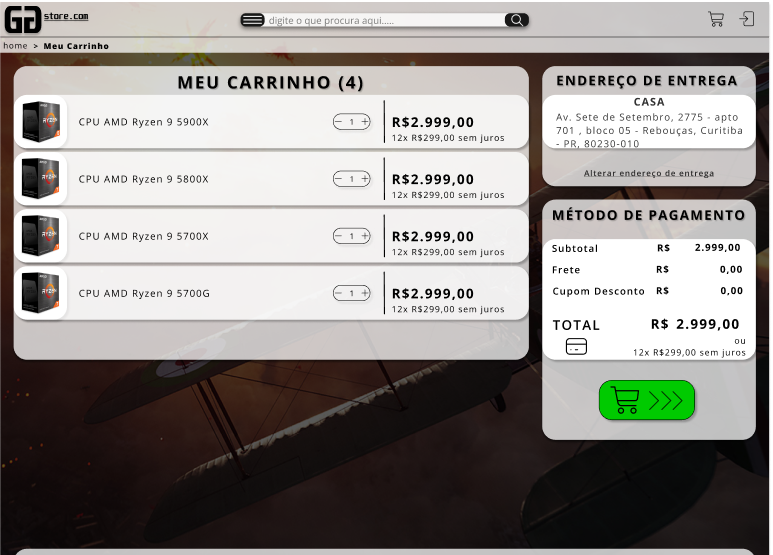 GG store.com
digite o que procura aqui.....
home > Meu Carrinho
MEU CARRINHO (4)
CPU AMD Ryzen 9 5900X
- 1 +
R$2.999,00
12x R$299,00 sem juros
CPU AMD Ryzen 9 5800X
- 1 +
R$2.999,00
12x R$299,00 sem juros
CPU AMD Ryzen 9 5700X
- 1 +
R$2.999,00
12x R$299,00 sem juros
CPU AMD Ryzen 9 5700G
- 1 +
R$2.999,00
12x R$299,00 sem juros
ENDEREÇO DE ENTREGA
CASA
Av. Sete de Setembro, 2775 - apto
701 , bloco 05 - Rebouças, Curitiba
- PR, 80230-010
Alterar endereço de entrega
MÉTODO DE PAGAMENTO
Subtotal R$ 2.999,00
Frete R$ 0,00
Cupom Desconto R$ 0,00
TOTAL R$ 2.999,00
ou
12x R$299,00 sem juros